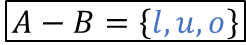 A − B = {l, u, o}